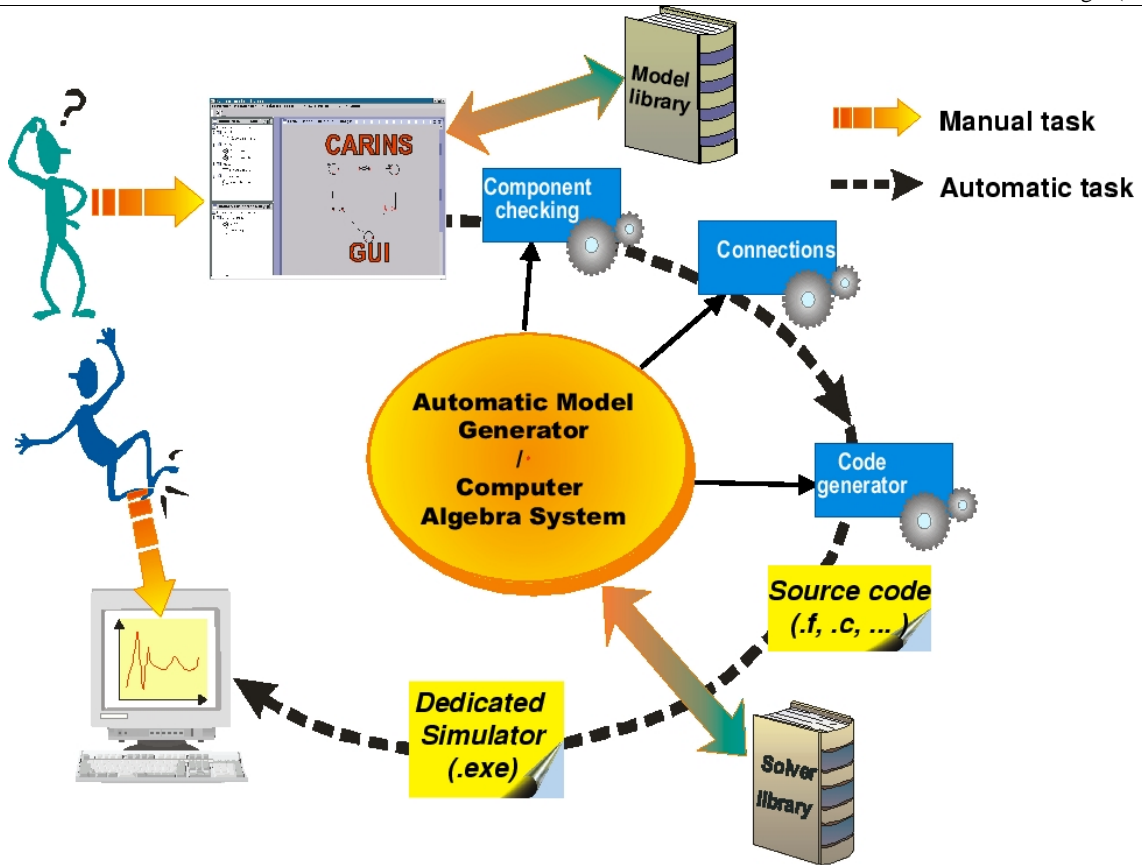 ?
Model
library
Manual task
Automatic task
CARINS
GUI
Component
checking
Connections
Automatic Model
Generator
/
Computer
Algebra System
Code
generator
Source code
(.f, .c, ... )
Dedicated
Simulator
(.exe)
Solver
library